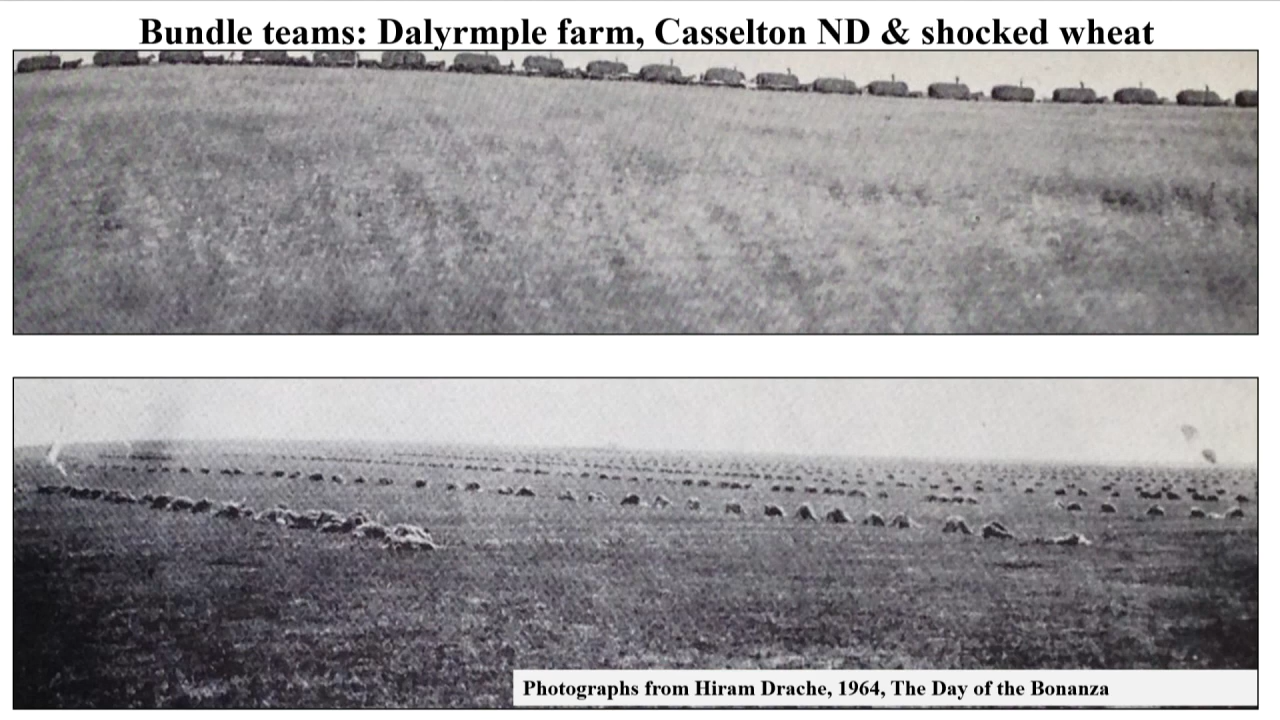 Bundle teams: Dalyrmple farm, Casselton ND & shocked wheat
Photographs from Hiram Drache, 1964, The Day of the Bonanza